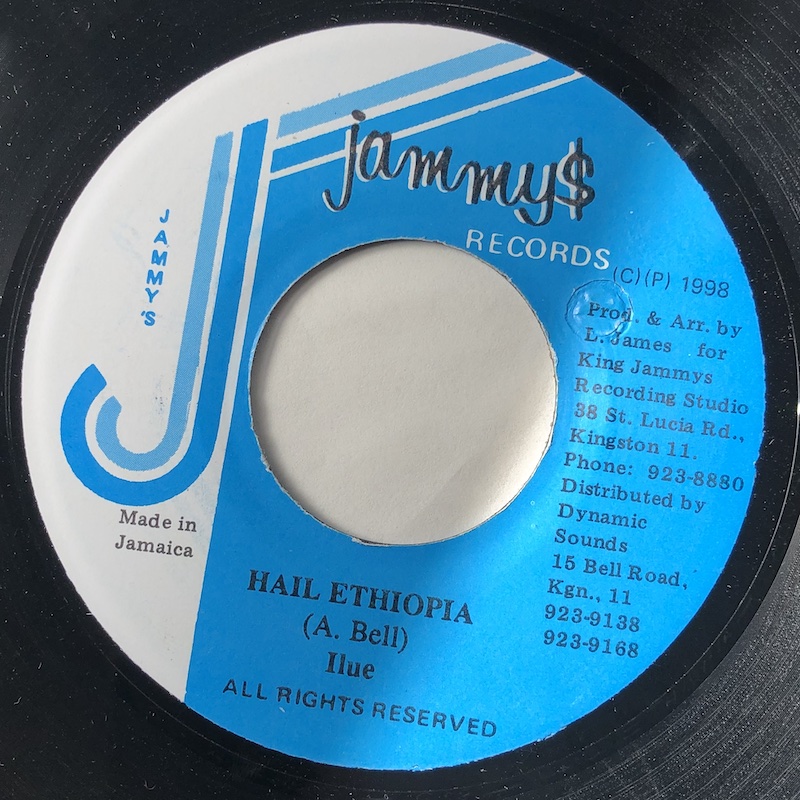 jammy$
RECORDS
JAMMY'S
(C)(P) 1998
Prod. & Arr. by
L. James for
King Jammys
Recording Studio
38 St. Lucia Rd.,
Kingston 11.
Phone: 923-8880
Distributed by
Dynamic
Sounds
15 Bell Road,
Kgn., 11
923-9138
923-9168
Made in
Jamaica
HAIL ETHIOPIA
(A. Bell)
Ilue
ALL RIGHTS RESERVED